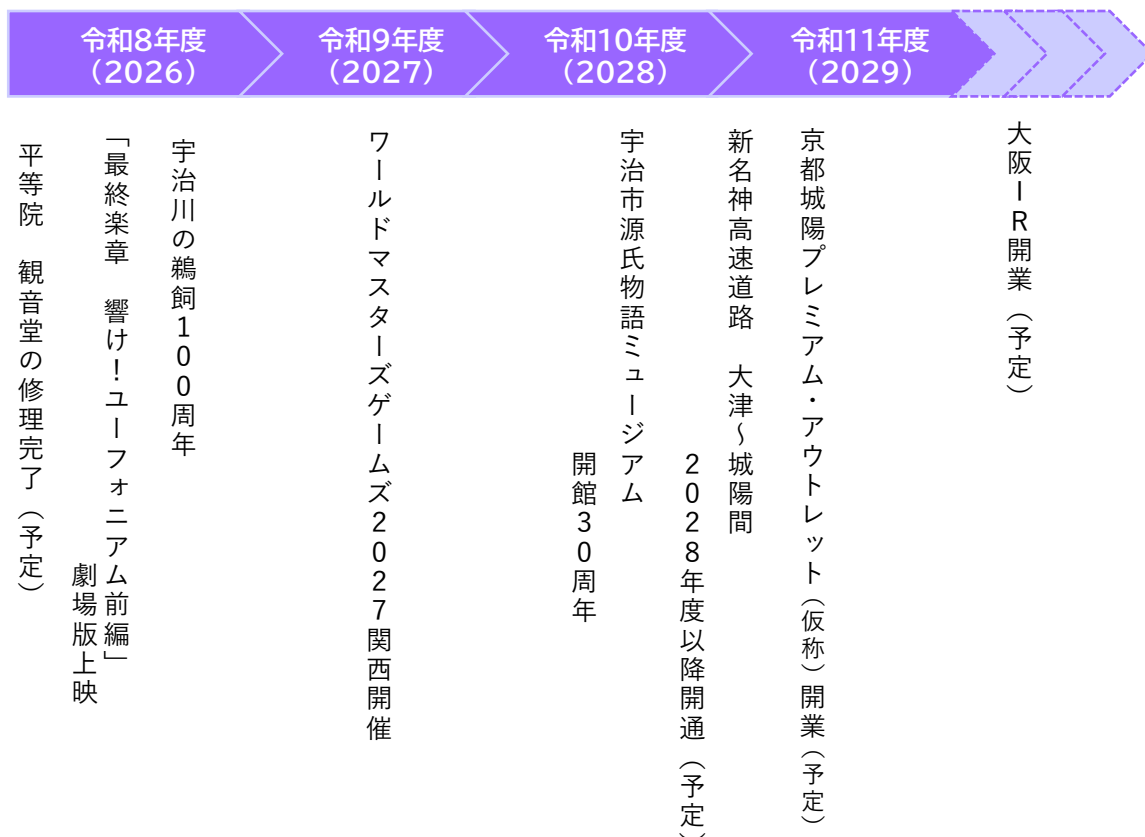 令和8年度
（2026）
令和9年度
（2027）
令和10年度
（2028）
令和11年度
（2029）
平等院　観音堂の修理完了（予定）
「最終楽章　響け！ユーフォニアム前編」
劇場版上映
宇治川の鵜飼100周年
ワールドマスターズゲームズ2027関西開催
宇治市源氏物語ミュージアム
開館30周年
新名神高速道路　大津～城陽間
2028年度以降開通（予定）
京都城陽プレミアム・アウトレット（仮称）開業（予定）
大阪IR開業（予定）